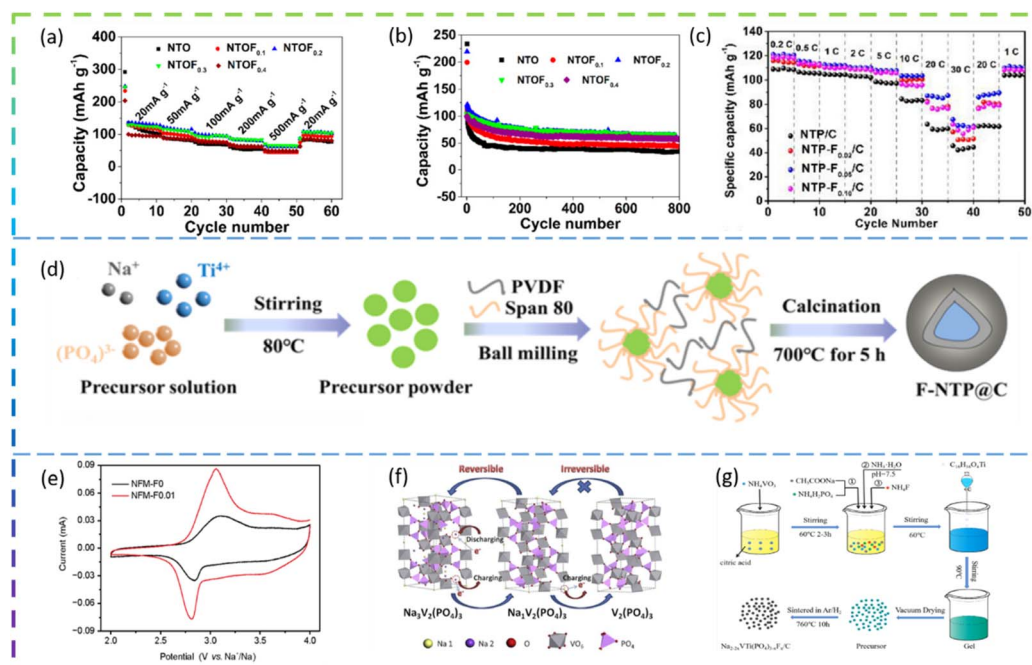 (a)
NTO NTOF0.1 NTOF0.2
NTOF0.3 NTOF0.4
20mA g⁻¹ 50mA g⁻¹ 100mA g⁻¹ 200mA g⁻¹ 500mA g⁻¹ 20mA g⁻¹
400
300
200
100
0
-100
Capacity (mAh g⁻¹)
0 10 20 30 40 50 60
Cycle number
(b)
NTO NTOF0.1 NTOF0.2
NTOF0.3 NTOF0.4
250
200
150
100
50
0
Capacity (mAh g⁻¹)
0 200 400 600 800
Cycle number
(c)
0.2 C 0.5 C 1 C 2 C 5 C 10 C 20 C 30 C 20 C 1 C
NTP/C
NTP-F0.02/C
NTP-F0.05/C
NTP-F0.10/C
140
120
100
80
60
40
20
0
Specific capacity (mAh g⁻¹)
0 10 20 30 40 50
Cycle Number
(d)
Na⁺
Ti⁴⁺
(PO₄)³⁻
Precursor solution
Stirring
80℃
Precursor powder
PVDF
Span 80
Ball milling
Calcination
700℃ for 5 h
F-NTP@C
(e)
NFM-F0
NFM-F0.01
0.09
0.06
0.03
0.00
-0.03
-0.06
-0.09
Current (mA)
2.0 2.5 3.0 3.5 4.0
Potential (V vs. Na⁺/Na)
(f)
Reversible Irreversible
Discharging
Charging
Charging
Na₃V₂(PO₄)₃ Na₁V₂(PO₄)₃ V₂(PO₄)₃
Na 1 Na 2 O VO₆ PO₄
(g)
NH₄VO₃
CH₃COONa
NH₄H₂PO₄
①
② NH₃·H₂O
pH=7.5
③
NH₄F
citric acid
Stirring
60℃ 2-3h
Stirring
60℃
Stirring
90℃
Gel
Vacuum Drying
Precursor
Sintered in Ar/H₂
760℃ 10h